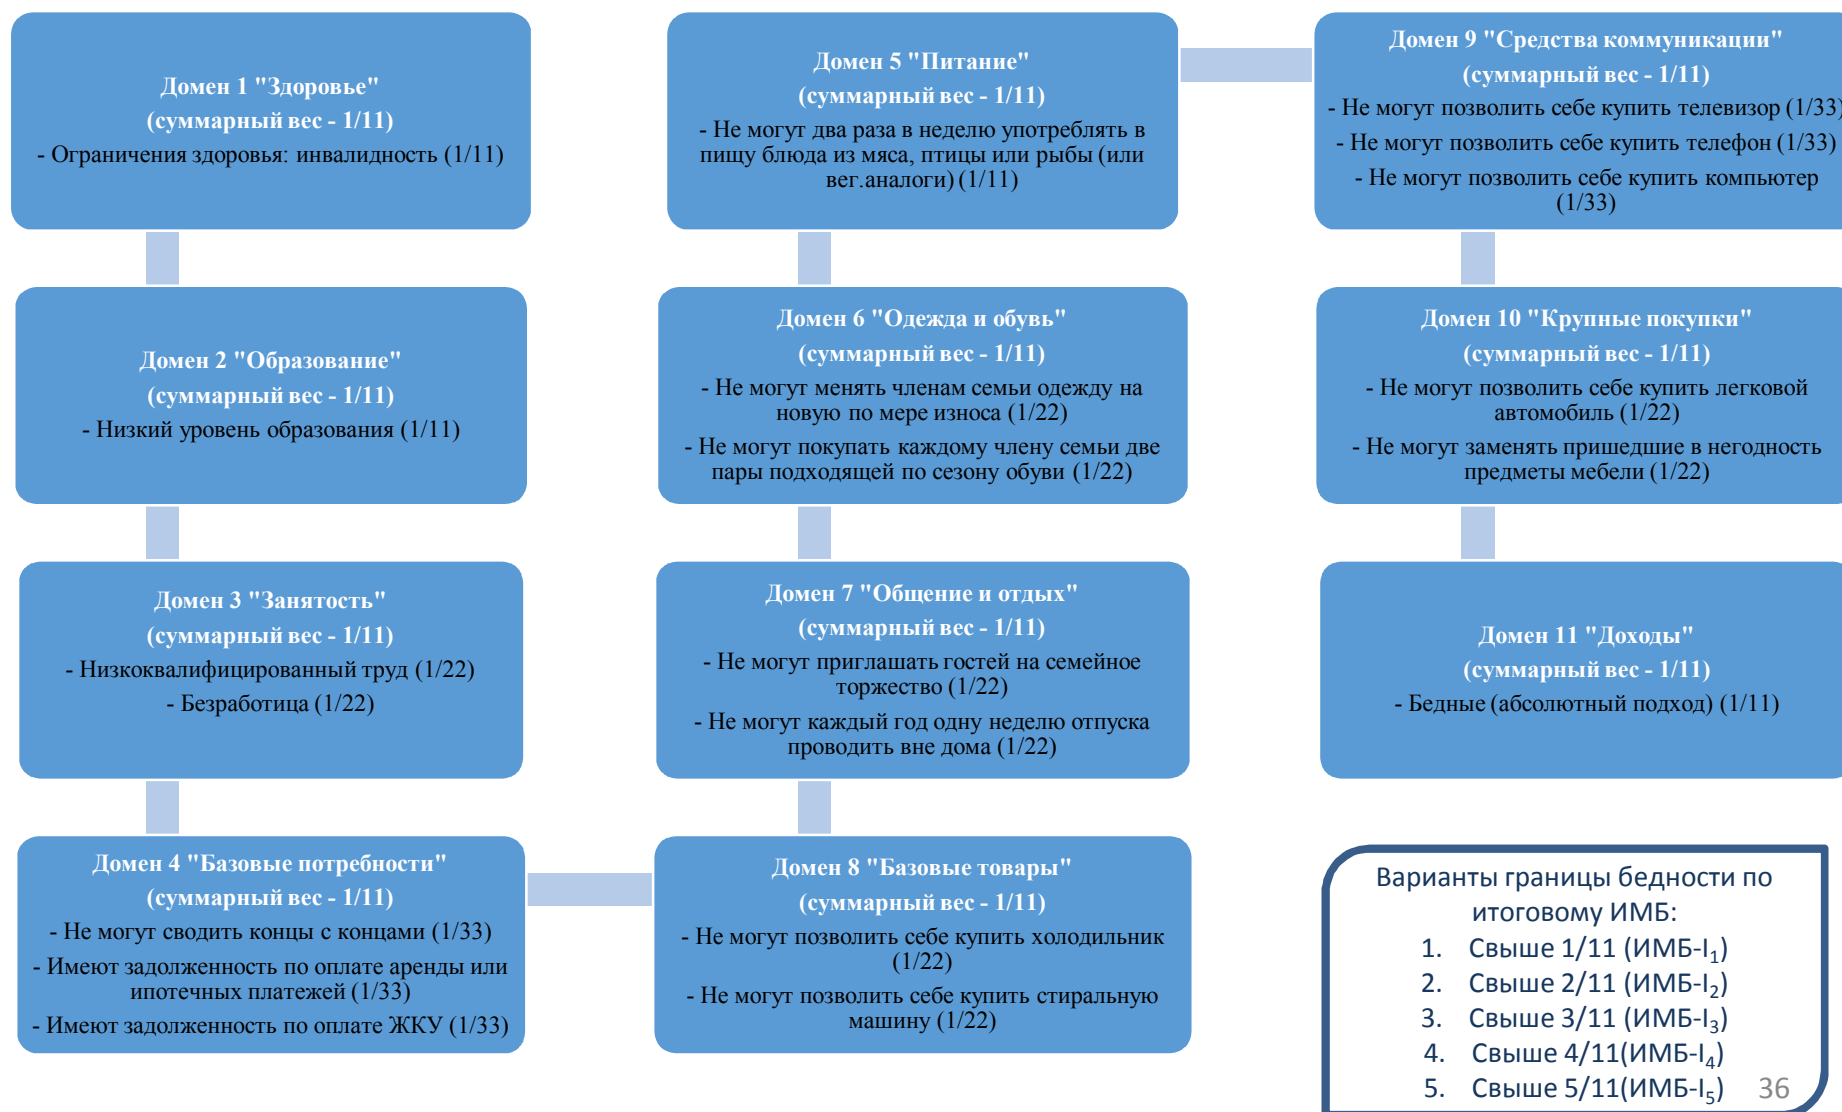 Домен 1 "Здоровье"
(суммарный вес - 1/11)
- Ограничения здоровья: инвалидность (1/11)
Домен 2 "Образование"
(суммарный вес - 1/11)
- Низкий уровень образования (1/11)
Домен 3 "Занятость"
(суммарный вес - 1/11)
- Низкоквалифицированный труд (1/22)
- Безработица (1/22)
Домен 4 "Базовые потребности"
(суммарный вес - 1/11)
- Не могут сводить концы с концами (1/33)
- Имеют задолженность по оплате аренды или
ипотечных платежей (1/33)
- Имеют задолженность по оплате ЖКУ (1/33)
Домен 5 "Питание"
(суммарный вес - 1/11)
- Не могут два раза в неделю употреблять в
пищу блюда из мяса, птицы или рыбы (или
вег.аналоги) (1/11)
Домен 6 "Одежда и обувь"
(суммарный вес - 1/11)
- Не могут менять членам семьи одежду на
новую по мере износа (1/22)
- Не могут покупать каждому члену семьи две
пары подходящей по сезону обуви (1/22)
Домен 7 "Общение и отдых"
(суммарный вес - 1/11)
- Не могут приглашать гостей на семейное
торжество (1/22)
- Не могут каждый год одну неделю отпуска
проводить вне дома (1/22)
Домен 8 "Базовые товары"
(суммарный вес - 1/11)
- Не могут позволить себе купить холодильник
(1/22)
- Не могут позволить себе купить стиральную
машину (1/22)
Домен 9 "Средства коммуникации"
(суммарный вес - 1/11)
- Не могут позволить себе купить телевизор (1/33)
- Не могут позволить себе купить телефон (1/33)
- Не могут позволить себе купить компьютер
(1/33)
Домен 10 "Крупные покупки"
(суммарный вес - 1/11)
- Не могут позволить себе купить легковой
автомобиль (1/22)
- Не могут заменять пришедшие в негодность
предметы мебели (1/22)
Домен 11 "Доходы"
(суммарный вес - 1/11)
- Бедные (абсолютный подход) (1/11)
Варианты границы бедности по
итоговому ИМБ:
1. Свыше 1/11 (ИМБ-I₁)
2. Свыше 2/11 (ИМБ-I₂)
3. Свыше 3/11 (ИМБ-I₃)
4. Свыше 4/11(ИМБ-I₄)
5. Свыше 5/11(ИМБ-I₅)
36